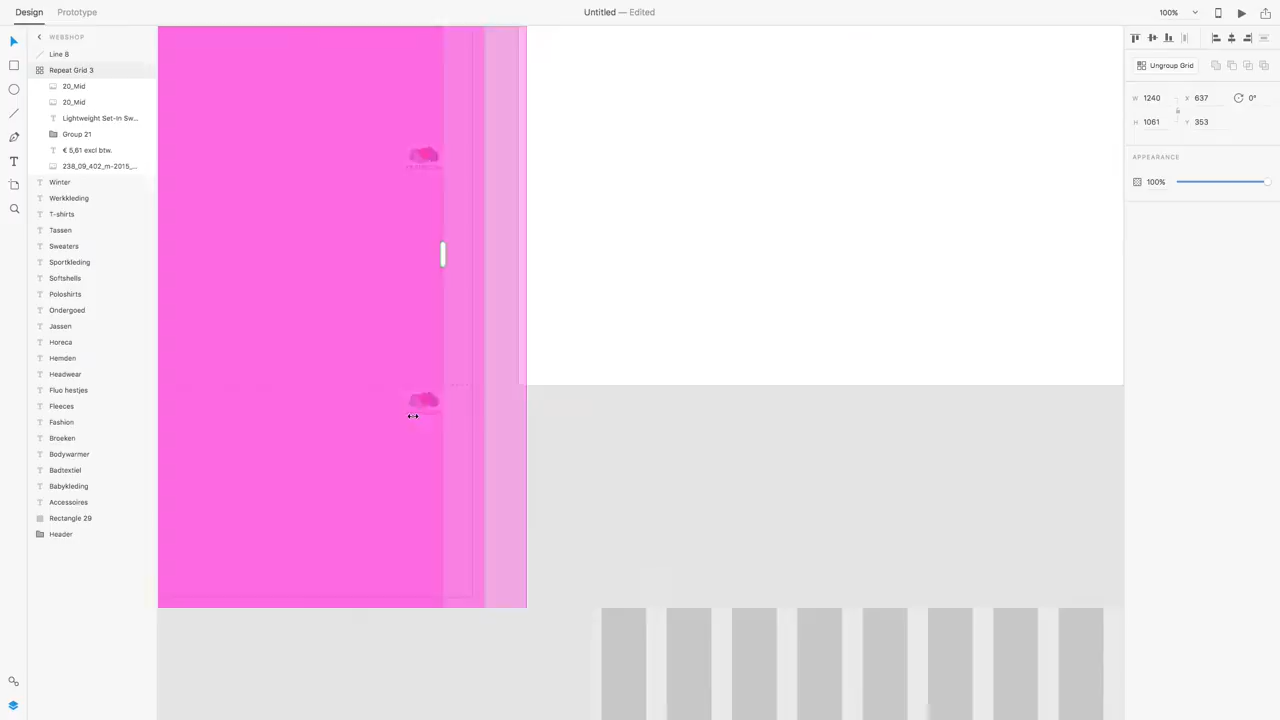 Design Prototype Untitled — Edited 100%
WEBSHOP
Line 8
Repeat Grid 3
20_Mid
20_Mid
Lightweight Set-In Sw...
Group 21
€ 5,61 excl btw.
238_09_402_m-2015_...
Winter
Werkkleding
T-shirts
Tassen
Sweaters
Sportkleding
Softshells
Poloshirts
Ondergoed
Jassen
Horeca
Hemden
Headwear
Fluo hestjes
Fleeces
Fashion
Broeken
Bodywarmer
Badtextiel
Babykleding
Accessoires
Rectangle 29
Header
Ungroup Grid
W 1240 X 637 0°
H 1061 Y 353
APPEARANCE
100%